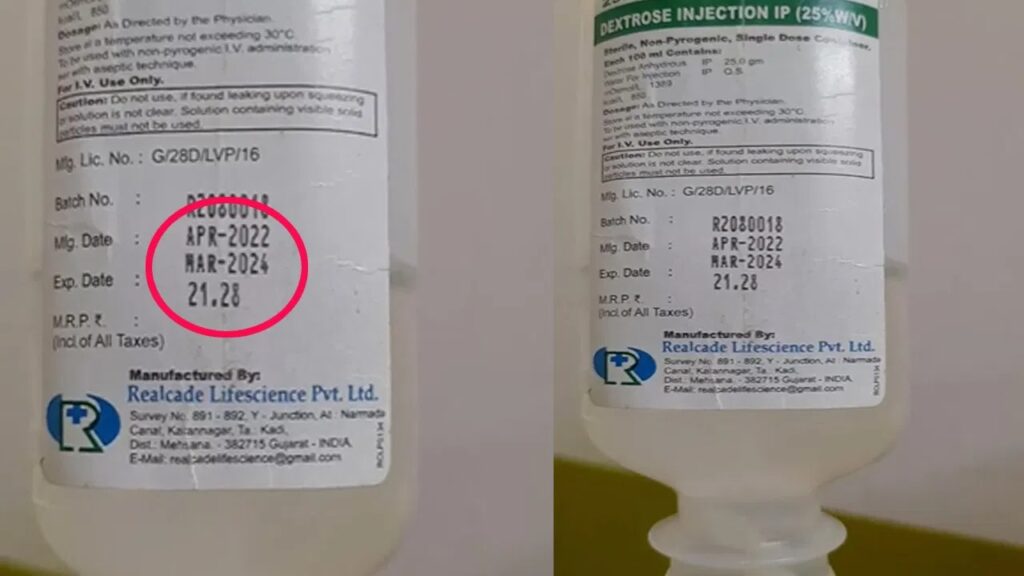 As Directed by the Physician.
Store at a temperature not exceeding 30°C.
To be used with non-pyrogenic I.V. administration
with aseptic technique.
For I.V. Use Only.
Caution: Do not use, if found leaking upon squeezing
or solution is not clear. Solution containing visible solid
particles must not be used.
Mfg. Lic. No. : G/28D/LVP/16
Batch No. : R2080018
Mfg. Date : APR-2022
Exp. Date : MAR-2024
M.R.P. ₹ : 21.28
(Incl. of All Taxes)
Manufactured By:
Realcade Lifescience Pvt. Ltd.
Survey No. 891 - 892, Y - Junction, At : Narmada
Canal, Karannagar, Ta.: Kadi,
Dist.: Mehsana. - 382715 Gujarat - INDIA.
E-Mail: realcadelifescience@gmail.com
DEXTROSE INJECTION IP (25%W/V)
Sterile, Non-Pyrogenic, Single Dose Container.
Each 100 ml Contains:
Dextrose Anhydrous IP 25.0 gm
Water For Injection IP Q.S.
Dosage: As Directed by the Physician.
Store at a temperature not exceeding 30°C.
To be used with non-pyrogenic I.V. administration
with aseptic technique.
For I.V. Use Only.
Caution: Do not use, if found leaking upon squeezing
or solution is not clear. Solution containing visible solid
particles must not be used.
Mfg. Lic. No. : G/28D/LVP/16
Batch No. : R2080018
Mfg. Date : APR-2022
Exp. Date : MAR-2024
M.R.P. ₹ : 21.28
(Incl. of All Taxes)
Manufactured By:
Realcade Lifescience Pvt. Ltd.
Survey No. 891 - 892, Y - Junction, At : Narmada
Canal, Karannagar, Ta.: Kadi,
Dist.: Mehsana. - 382715 Gujarat - INDIA.
E-Mail: realcadelifescience@gmail.com